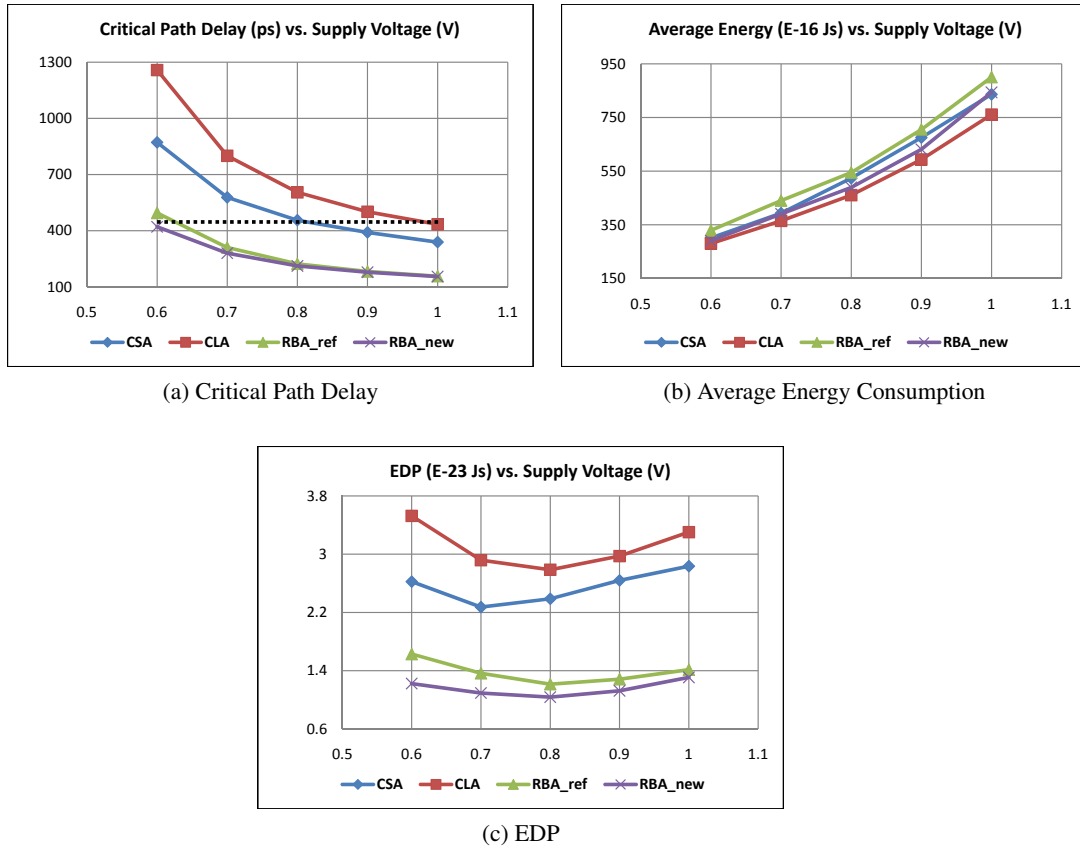 Critical Path Delay (ps) vs. Supply Voltage (V)
1300
1000
700
400
100
0.5 0.6 0.7 0.8 0.9 1 1.1
CSA CLA RBA_ref RBA_new
(a) Critical Path Delay
Average Energy (E-16 Js) vs. Supply Voltage (V)
950
750
550
350
150
0.5 0.6 0.7 0.8 0.9 1 1.1
CSA CLA RBA_ref RBA_new
(b) Average Energy Consumption
EDP (E-23 Js) vs. Supply Voltage (V)
3.8
3
2.2
1.4
0.6
0.5 0.6 0.7 0.8 0.9 1 1.1
CSA CLA RBA_ref RBA_new
(c) EDP